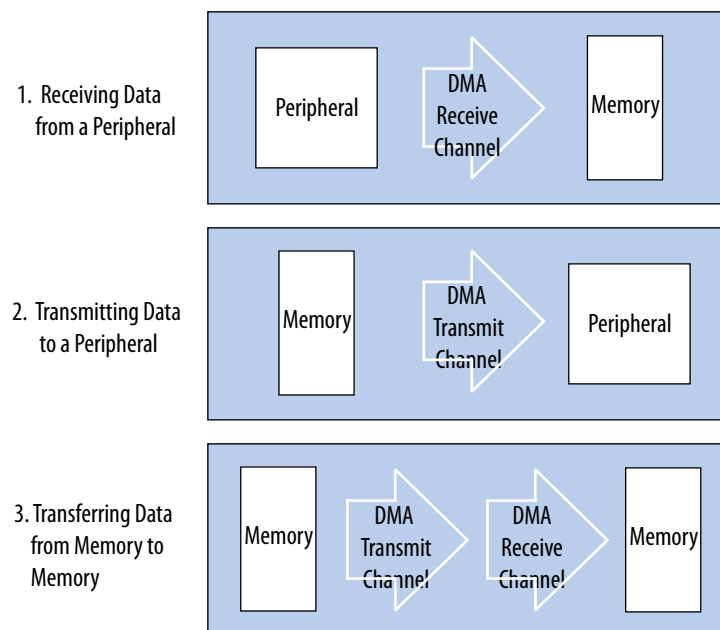 1. Receiving Data
from a Peripheral
Peripheral
DMA
Receive
Channel
Memory
2. Transmitting Data
to a Peripheral
Memory
DMA
Transmit
Channel
Peripheral
3. Transferring Data
from Memory to
Memory
Memory
DMA
Transmit
Channel
DMA
Receive
Channel
Memory